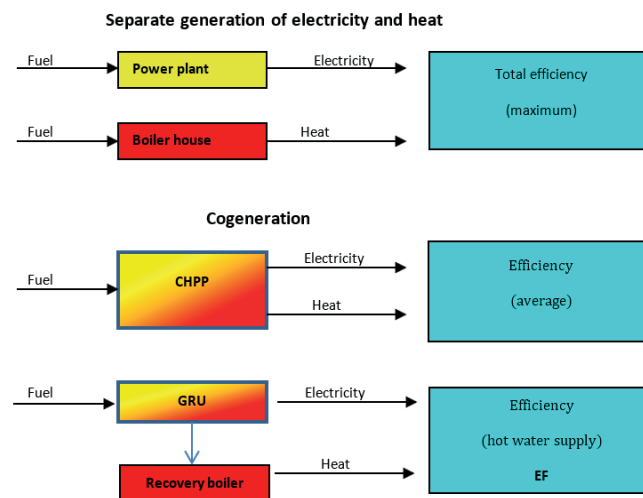 Separate generation of electricity and heat
Fuel
Power plant
Electricity
Total efficiency
(maximum)
Fuel
Boiler house
Heat
Cogeneration
Fuel
CHPP
Electricity
Heat
Efficiency
(average)
Fuel
GRU
Electricity
Efficiency
(hot water supply)
EF
Recovery boiler
Heat